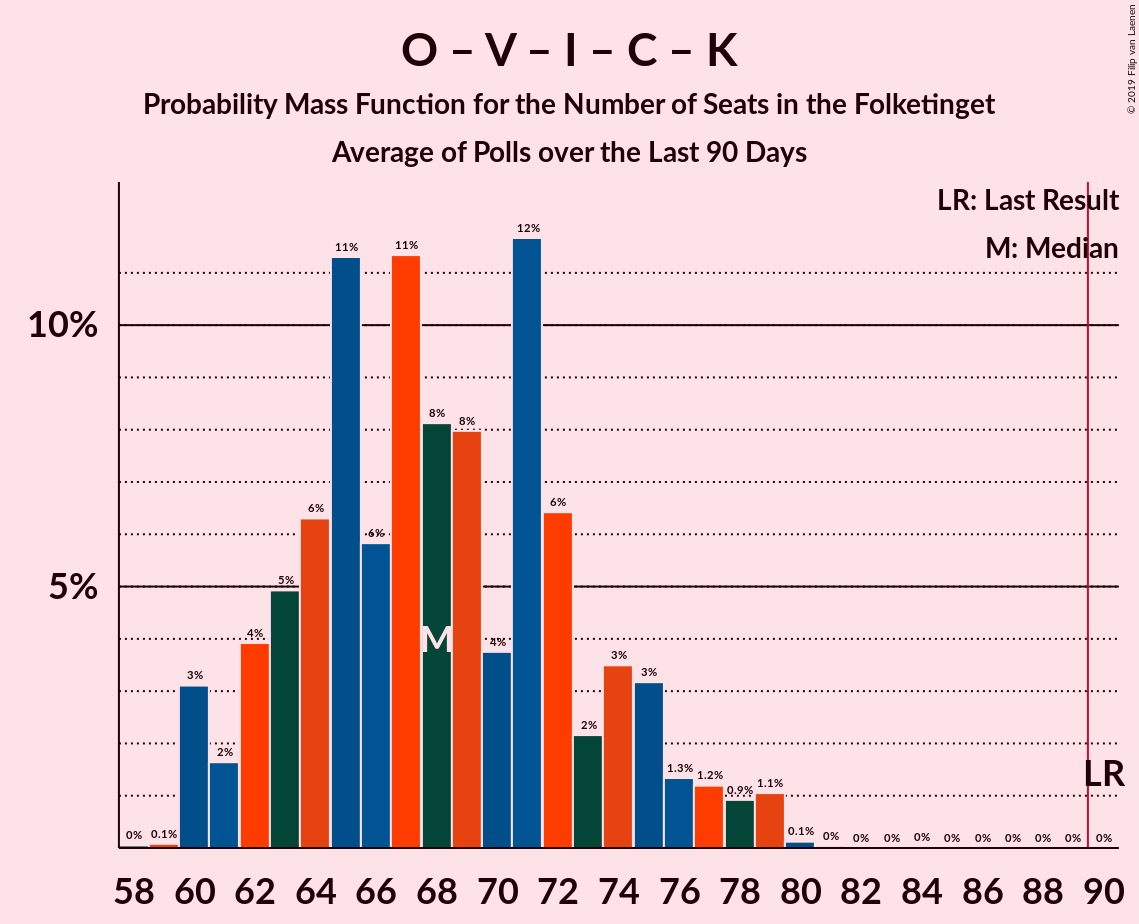 O – V – I – C – K
Probability Mass Function for the Number of Seats in the Folketinget
Average of Polls over the Last 90 Days
© 2019 Filip van Laenen
LR: Last Result
M: Median
10%
5%
0% 0.1% 3% 2% 4% 5% 6% 11% 6% 11% 8% 8% 4% 12% 6% 2% 3% 3% 1.3% 1.2% 0.9% 1.1% 0.1% 0% 0% 0% 0% 0% 0% 0% 0% 0% 0%
M
LR
58 60 62 64 66 68 70 72 74 76 78 80 82 84 86 88 90